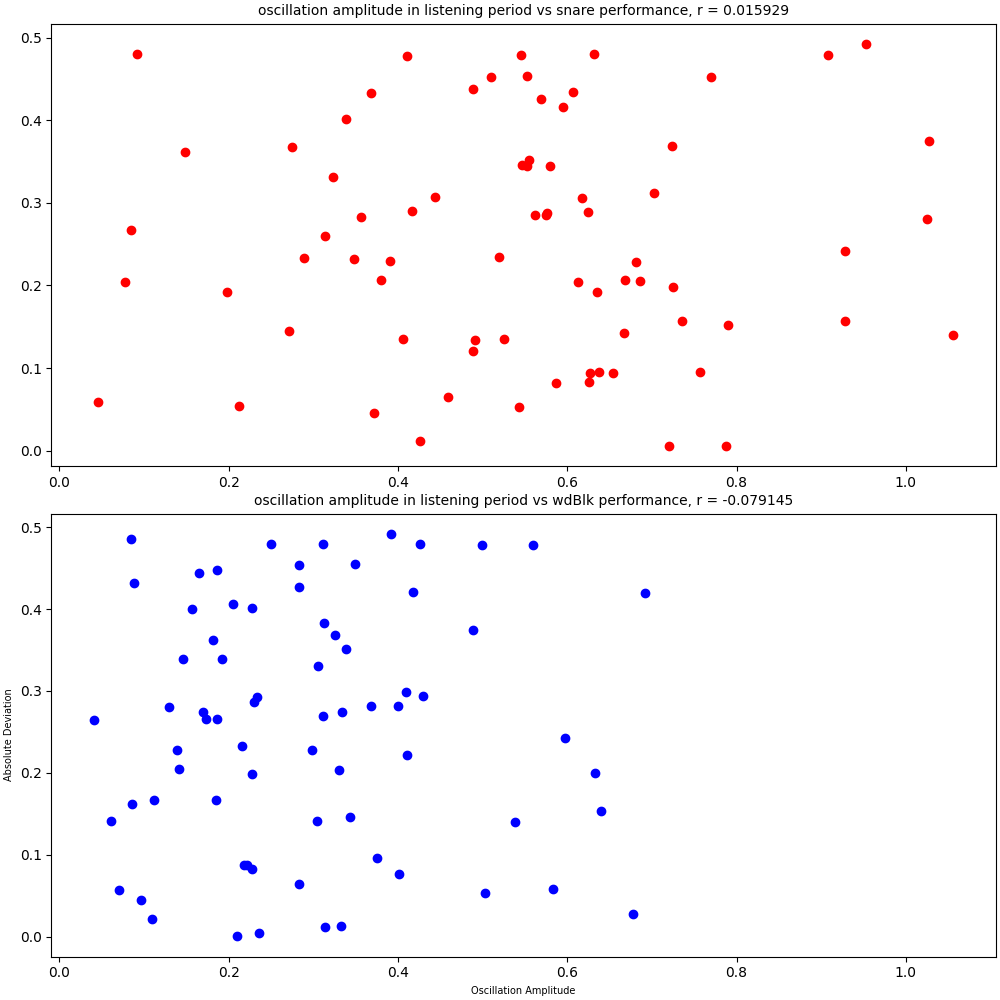 oscillation amplitude in listening period vs snare performance, r = 0.015929
0.5
0.4
0.3
0.2
0.1
0.0
0.0 0.2 0.4 0.6 0.8 1.0
oscillation amplitude in listening period vs wdBlk performance, r = -0.079145
Absolute Deviation
0.5
0.4
0.3
0.2
0.1
0.0
0.0 0.2 0.4 0.6 0.8 1.0
Oscillation Amplitude